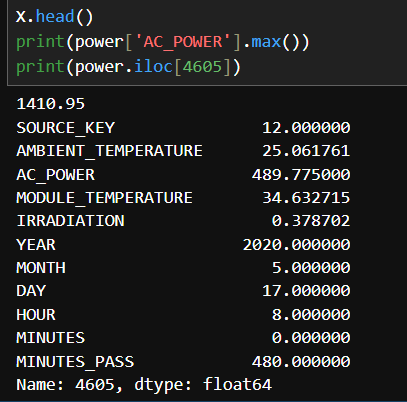 X.head()
print(power['AC_POWER'].max())
print(power.iloc[4605])
1410.95
SOURCE_KEY 12.000000
AMBIENT_TEMPERATURE 25.061761
AC_POWER 489.775000
MODULE_TEMPERATURE 34.632715
IRRADIATION 0.378702
YEAR 2020.000000
MONTH 5.000000
DAY 17.000000
HOUR 8.000000
MINUTES 0.000000
MINUTES_PASS 480.000000
Name: 4605, dtype: float64